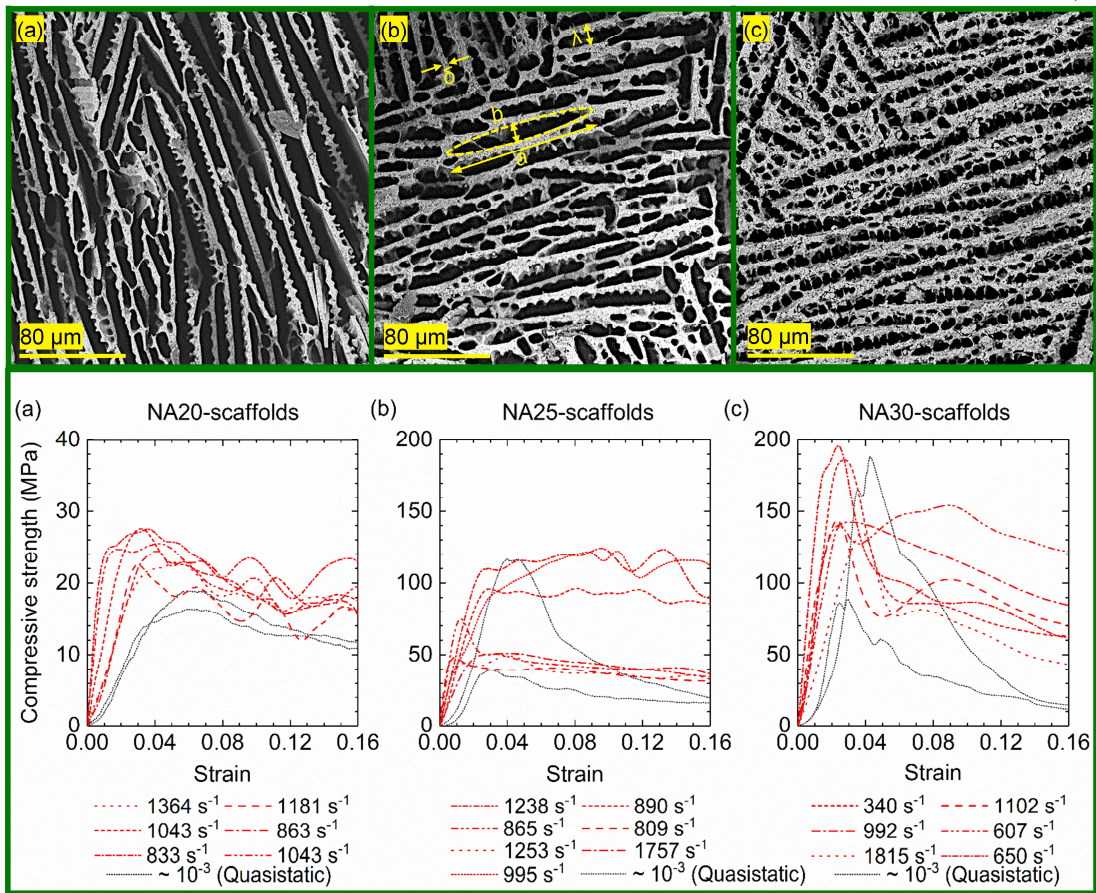 (a) (b) (c)
λ
δ
b
a
80 µm 80 µm 80 µm
(a) NA20-scaffolds (b) NA25-scaffolds (c) NA30-scaffolds
Compressive strength (MPa)
40 200 200
30 150 150
20 100 100
10 50 50
0 0 0
0.00 0.04 0.08 0.12 0.16 0.00 0.04 0.08 0.12 0.16 0.00 0.04 0.08 0.12 0.16
Strain Strain Strain
1364 s⁻¹ 1181 s⁻¹ 1238 s⁻¹ 890 s⁻¹ 340 s⁻¹ 1102 s⁻¹
1043 s⁻¹ 863 s⁻¹ 865 s⁻¹ 809 s⁻¹ 992 s⁻¹ 607 s⁻¹
833 s⁻¹ 1043 s⁻¹ 1253 s⁻¹ 1757 s⁻¹ 1815 s⁻¹ 650 s⁻¹
~ 10⁻³ (Quasistatic) 995 s⁻¹ ~ 10⁻³ (Quasistatic) ~ 10⁻³ (Quasistatic)